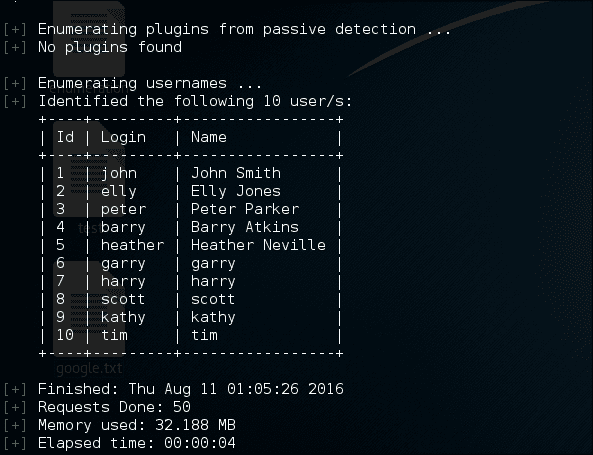 [+] Enumerating plugins from passive detection ...
[+] No plugins found
[+] Enumerating usernames ...
[+] Identified the following 10 user/s:
+----+---------+-----------------+
| Id | Login   | Name            |
+----+---------+-----------------+
| 1  | john    | John Smith      |
| 2  | elly    | Elly Jones      |
| 3  | peter   | Peter Parker    |
| 4  | barry   | Barry Atkins    |
| 5  | heather | Heather Neville |
| 6  | garry   | garry           |
| 7  | harry   | harry           |
| 8  | scott   | scott           |
| 9  | kathy   | kathy           |
| 10 | tim     | tim             |
+----+---------+-----------------+
google.txt
[+] Finished: Thu Aug 11 01:05:26 2016
[+] Requests Done: 50
[+] Memory used: 32.188 MB
[+] Elapsed time: 00:00:04